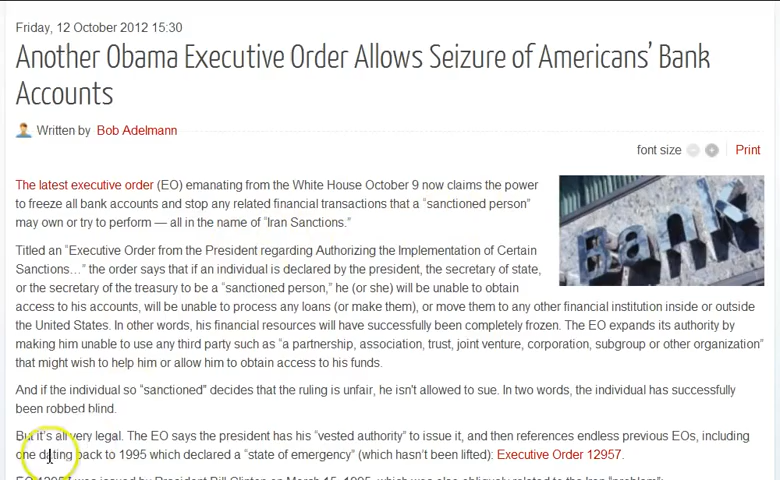 Friday, 12 October 2012 15:30
Another Obama Executive Order Allows Seizure of Americans’ Bank
Accounts
Written by Bob Adelmann
font size Print
The latest executive order (EO) emanating from the White House October 9 now claims the power
to freeze all bank accounts and stop any related financial transactions that a “sanctioned person”
may own or try to perform — all in the name of “Iran Sanctions.”
Bank
Titled an “Executive Order from the President regarding Authorizing the Implementation of Certain
Sanctions…” the order says that if an individual is declared by the president, the secretary of state,
or the secretary of the treasury to be a “sanctioned person,” he (or she) will be unable to obtain
access to his accounts, will be unable to process any loans (or make them), or move them to any other financial institution inside or outside
the United States. In other words, his financial resources will have successfully been completely frozen. The EO expands its authority by
making him unable to use any third party such as “a partnership, association, trust, joint venture, corporation, subgroup or other organization”
that might wish to help him or allow him to obtain access to his funds.
And if the individual so “sanctioned” decides that the ruling is unfair, he isn't allowed to sue. In two words, the individual has successfully
been robbed blind.
But it’s all very legal. The EO says the president has his “vested authority” to issue it, and then references endless previous EOs, including
one dating back to 1995 which declared a “state of emergency” (which hasn’t been lifted): Executive Order 12957.